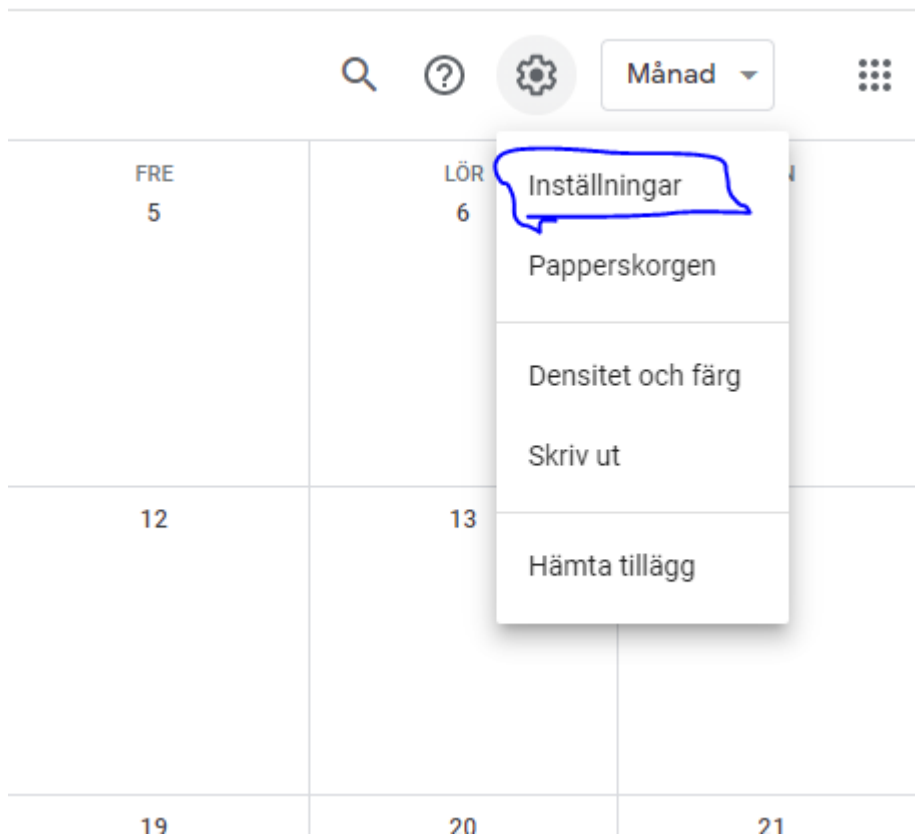 Månad
FRE
LÖR
5
6
Inställningar
Papperskorgen
Densitet och färg
Skriv ut
12
13
Hämta tillägg
19
20
21